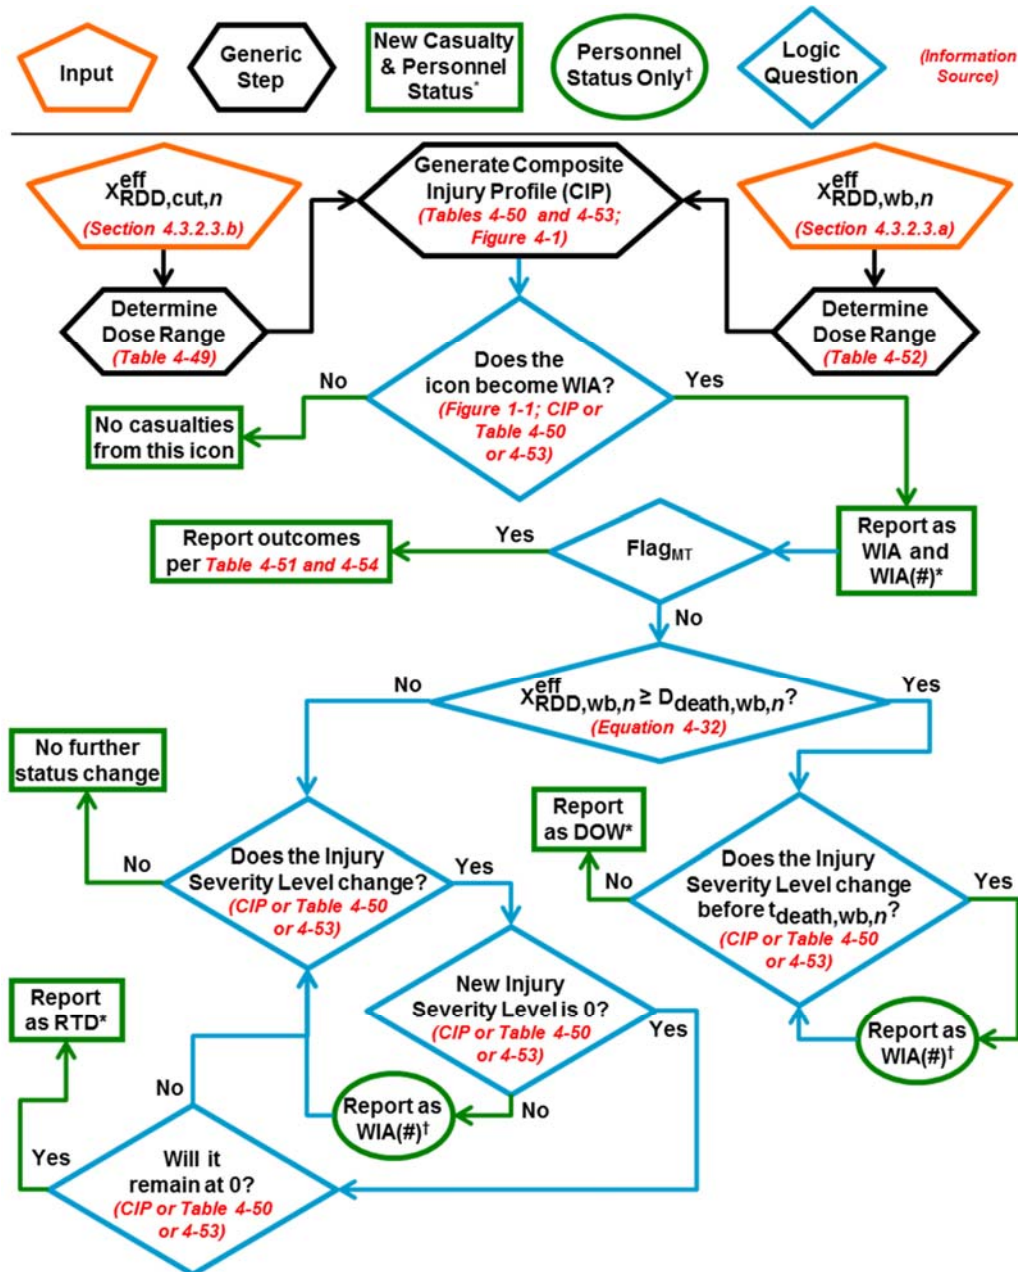 Input
Generic
Step
New Casualty
& Personnel
Status*
Personnel
Status Only†
Logic
Question
(Information
Source)
X^eff_RDD,cut,n
(Section 4.3.2.3.b)
Generate Composite
Injury Profile (CIP)
(Tables 4-50 and 4-53;
Figure 4-1)
X^eff_RDD,wb,n
(Section 4.3.2.3.a)
Determine
Dose Range
(Table 4-49)
Determine
Dose Range
(Table 4-52)
No
Does the
icon become WIA?
(Figure 1-1; CIP or
Table 4-50
or 4-53)
Yes
No casualties
from this icon
Report outcomes
per Table 4-51 and 4-54
Yes
Flag_MT
Report as
WIA and
WIA(#)*
No
No
X^eff_RDD,wb,n ≥ D_death,wb,n?
(Equation 4-32)
Yes
No further
status change
No
Does the Injury
Severity Level change?
(CIP or Table 4-50
or 4-53)
Yes
Report
as DOW*
No
Does the Injury
Severity Level change
before t_death,wb,n?
(CIP or Table 4-50
or 4-53)
Yes
Report
as RTD*
New Injury
Severity Level is 0?
(CIP or Table 4-50
or 4-53)
Yes
Report as
WIA(#)†
No
Report as
WIA(#)†
No
Yes
Will it
remain at 0?
(CIP or Table 4-50
or 4-53)